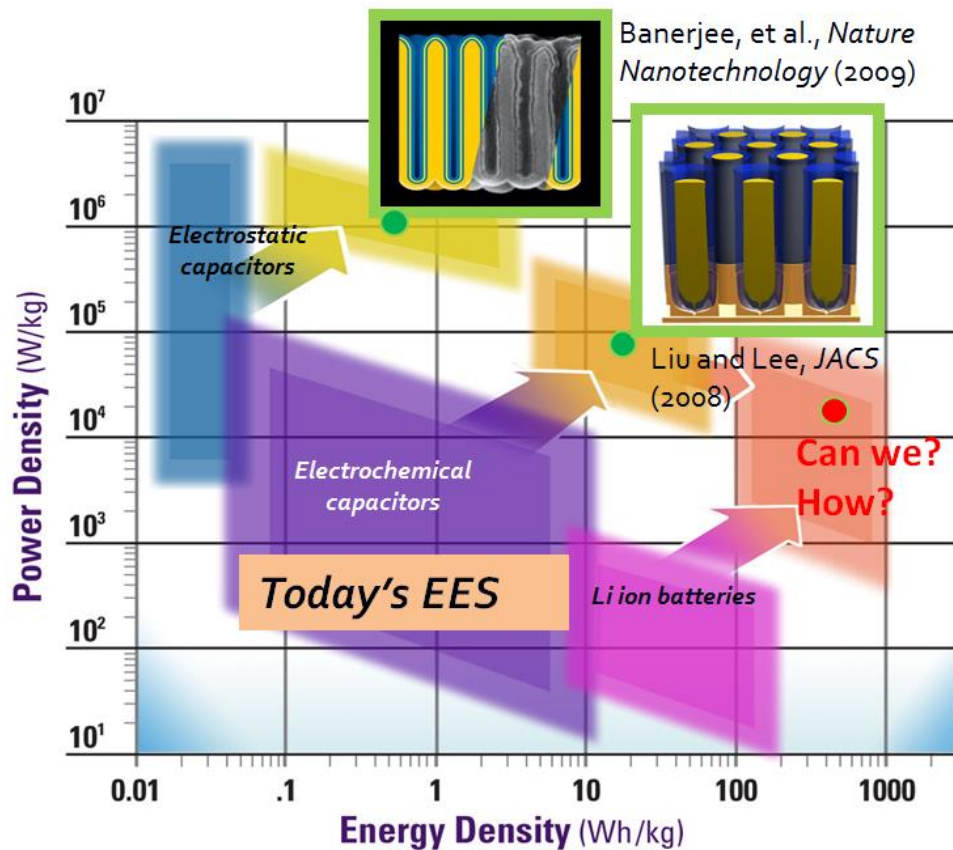 Banerjee, et al., Nature
Nanotechnology (2009)
10⁷
10⁶
10⁵
10⁴
10³
10²
10¹
Power Density (W/kg)
Electrostatic
capacitors
Liu and Lee, JACS
(2008)
Can we?
How?
Electrochemical
capacitors
Today's EES
Li ion batteries
0.01
.1
1
10
100
1000
Energy Density (Wh/kg)